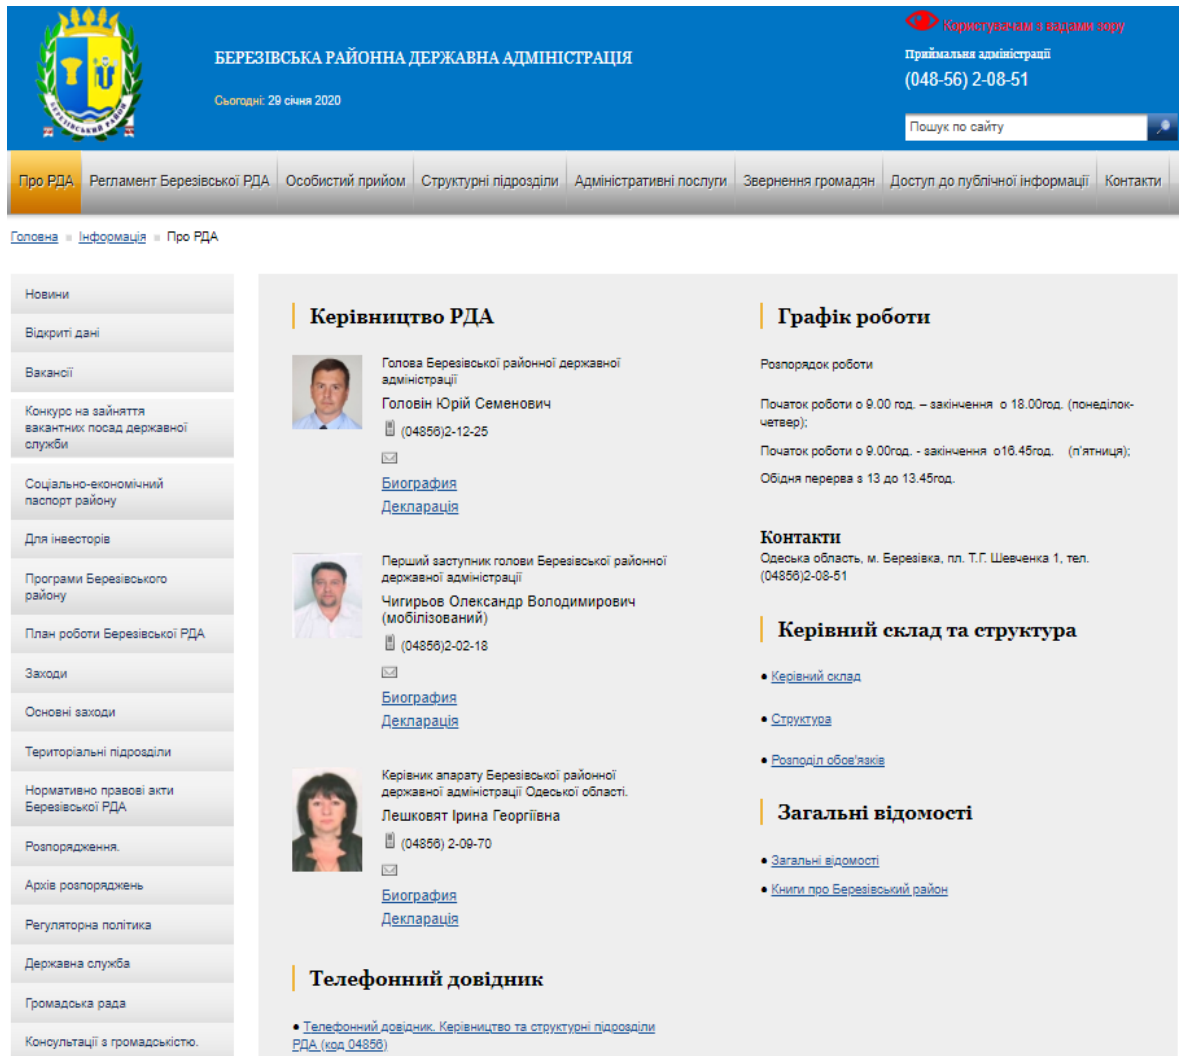 БЕРЕЗІВСЬКИЙ РАЙОН
БЕРЕЗІВСЬКА РАЙОННА ДЕРЖАВНА АДМІНІСТРАЦІЯ
Сьогодні: 29 січня 2020
Користувачам з вадами зору
Приймальня адміністрації
(048-56) 2-08-51
Пошук по сайту
Про РДА
Регламент Березівської РДА
Особистий прийом
Структурні підрозділи
Адміністративні послуги
Звернення громадян
Доступ до публічної інформації
Контакти
Головна Інформація Про РДА
Новини
Відкриті дані
Вакансії
Конкурс на зайняття
вакантних посад державної
служби
Соціально-економічний
паспорт району
Для інвесторів
Програми Березівського
району
План роботи Березівської РДА
Заходи
Основні заходи
Територіальні підрозділи
Нормативно правові акти
Березівської РДА
Розпорядження.
Архів розпоряджень
Регуляторна політика
Державна служба
Громадська рада
Консультації з громадськістю.
Керівництво РДА
Голова Березівської районної державної
адміністрації
Головін Юрій Семенович
(04856)2-12-25
Биография
Декларація
Перший заступник голови Березівської районної
державної адміністрації
Чигирьов Олександр Володимирович
(мобілізований)
(04856)2-02-18
Биография
Декларація
Керівник апарату Березівської районної
державної адміністрації Одеської області.
Лешковят Ірина Георгіївна
(04856) 2-09-70
Биография
Декларація
Телефонний довідник
• Телефонний довідник. Керівництво та структурні підрозділи
РДА (код 04856)
Графік роботи
Розпорядок роботи
Початок роботи о 9.00 год. – закінчення о 18.00год. (понеділок-
четвер);
Початок роботи о 9.00год. - закінчення о16.45год. (п'ятниця);
Обідня перерва з 13 до 13.45год.
Контакти
Одеська область, м. Березівка, пл. Т.Г. Шевченка 1, тел.
(04856)2-08-51
Керівний склад та структура
• Керівний склад
• Структура
• Розподіл обов'язків
Загальні відомості
• Загальні відомості
• Книги про Березівський район